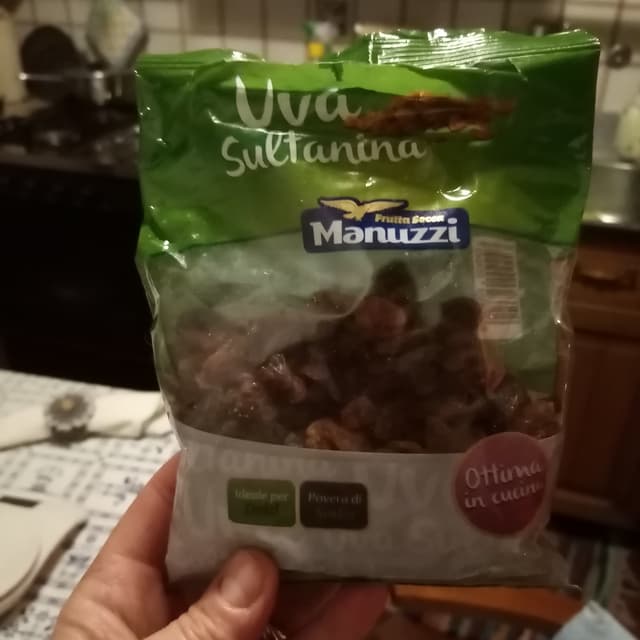 Uva
Sultanina
Frutta Secca
Manuzzi
Ottima
in cucina
Ideale per
Povera di